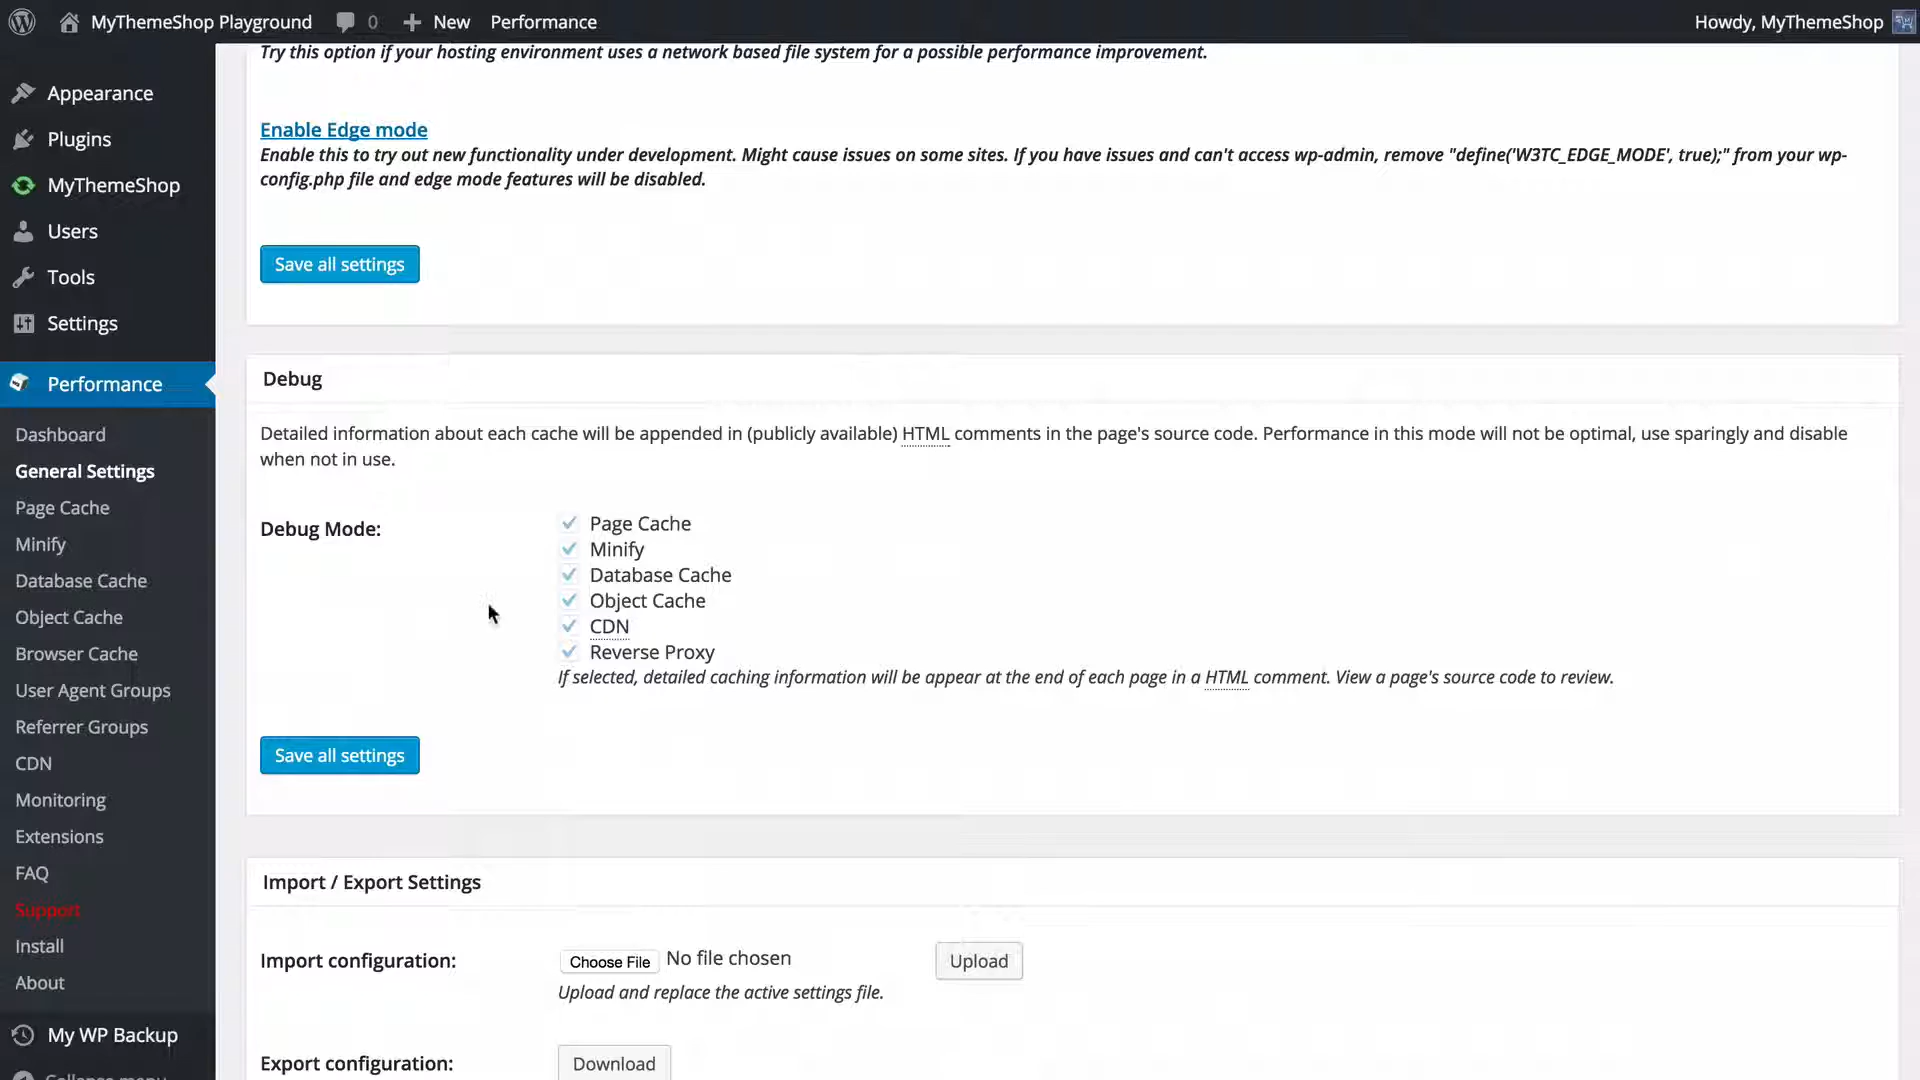 MyThemeShop Playground 0 New Performance Howdy, MyThemeShop
Appearance
Plugins
MyThemeShop
Users
Tools
Settings
Performance
Dashboard
General Settings
Page Cache
Minify
Database Cache
Object Cache
Browser Cache
User Agent Groups
Referrer Groups
CDN
Monitoring
Extensions
FAQ
Support
Install
About
My WP Backup
Collapse menu
Try this option if your hosting environment uses a network based file system for a possible performance improvement.
Enable Edge mode
Enable this to try out new functionality under development. Might cause issues on some sites. If you have issues and can't access wp-admin, remove "define('W3TC_EDGE_MODE', true);" from your wp-
config.php file and edge mode features will be disabled.
Save all settings
Debug
Detailed information about each cache will be appended in (publicly available) HTML comments in the page's source code. Performance in this mode will not be optimal, use sparingly and disable
when not in use.
Debug Mode:
Page Cache
Minify
Database Cache
Object Cache
CDN
Reverse Proxy
If selected, detailed caching information will be appear at the end of each page in a HTML comment. View a page's source code to review.
Save all settings
Import / Export Settings
Import configuration: Choose File No file chosen Upload
Upload and replace the active settings file.
Export configuration: Download